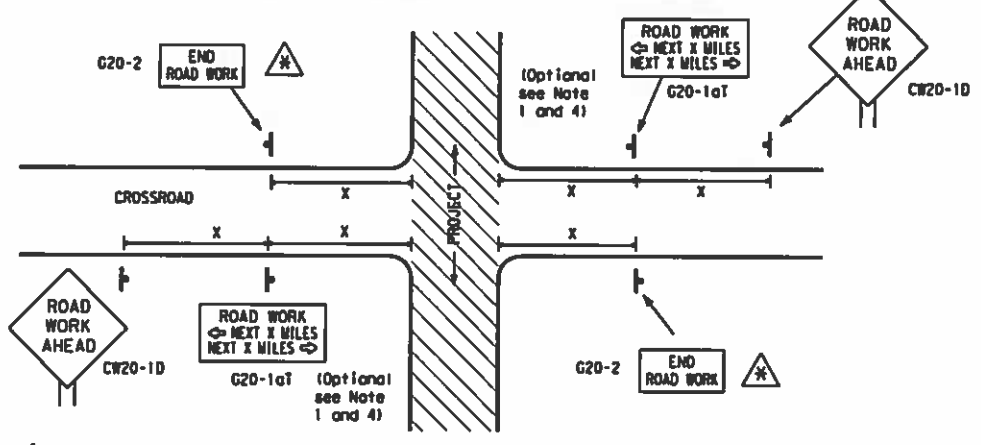 G20-2
END
ROAD WORK
*
ROAD WORK
⇦ NEXT X MILES
NEXT X MILES ⇨
(Optional
see Note
1 and 4)
G20-1aT
ROAD
WORK
AHEAD
CW20-1D
X
X
X
CROSSROAD
PROJECT
X
X
X
ROAD
WORK
AHEAD
CW20-1D
ROAD WORK
⇦ NEXT X MILES
NEXT X MILES ⇨
G20-1aT
(Optional
see Note
1 and 4)
G20-2
END
ROAD WORK
*